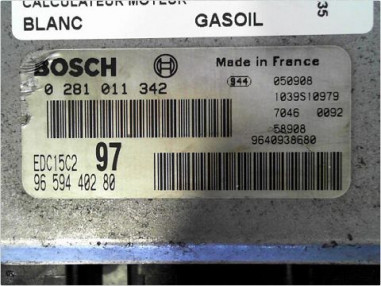 CALCULATEUR MOTEUR
BLANC GASOIL
35
BOSCH
Made in France
0 281 011 342
944 050908
1039S10979
7046 0092
58908
9640938680
EDC15C2 97
96 594 402 80